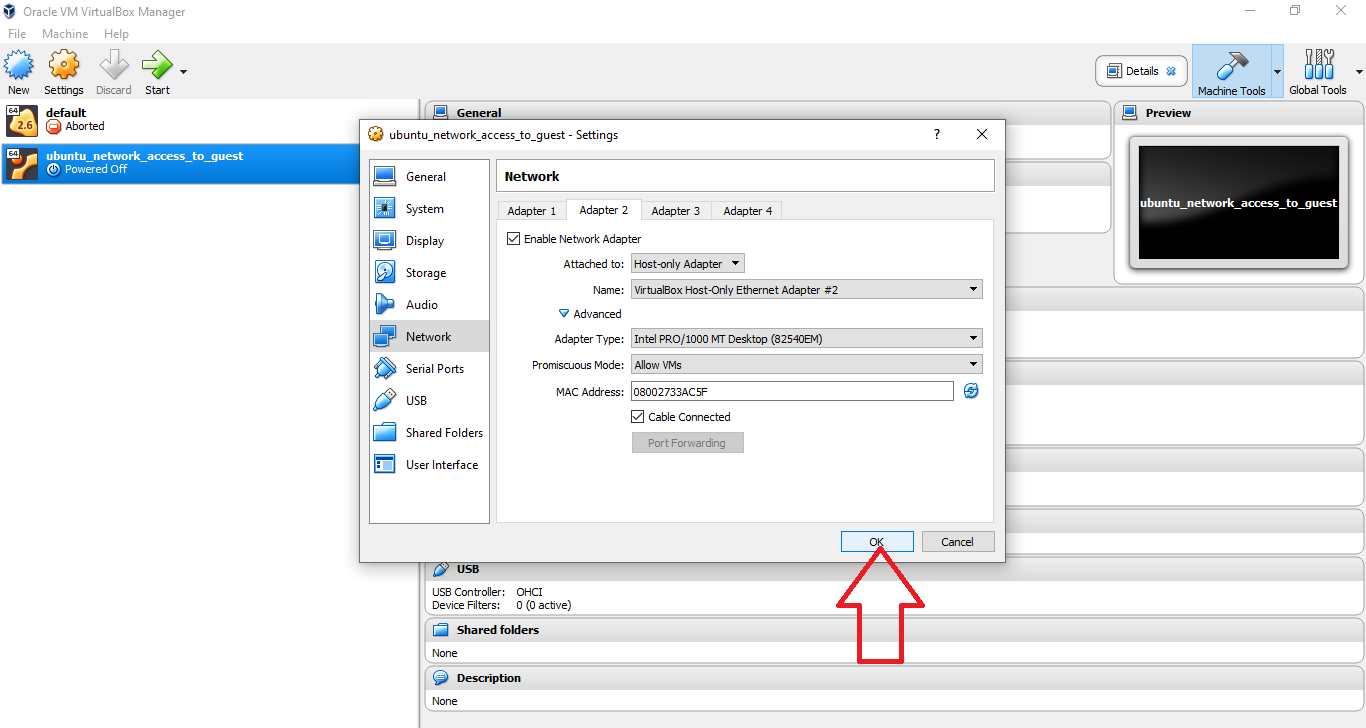 Oracle VM VirtualBox Manager
File Machine Help
New Settings Discard Start
Details Machine Tools Global Tools
64
2.6
default
Aborted
64
ubuntu_network_access_to_guest
Powered Off
General
Preview
ubuntu_network_access_to_guest
ubuntu_network_access_to_guest - Settings
?
General
System
Display
Storage
Audio
Network
Serial Ports
USB
Shared Folders
User Interface
Network
Adapter 1 Adapter 2 Adapter 3 Adapter 4
Enable Network Adapter
Attached to: Host-only Adapter
Name: VirtualBox Host-Only Ethernet Adapter #2
Advanced
Adapter Type: Intel PRO/1000 MT Desktop (82540EM)
Promiscuous Mode: Allow VMs
MAC Address: 08002733AC5F
Cable Connected
Port Forwarding
OK Cancel
USB
USB Controller: OHCI
Device Filters: 0 (0 active)
Shared folders
None
Description
None